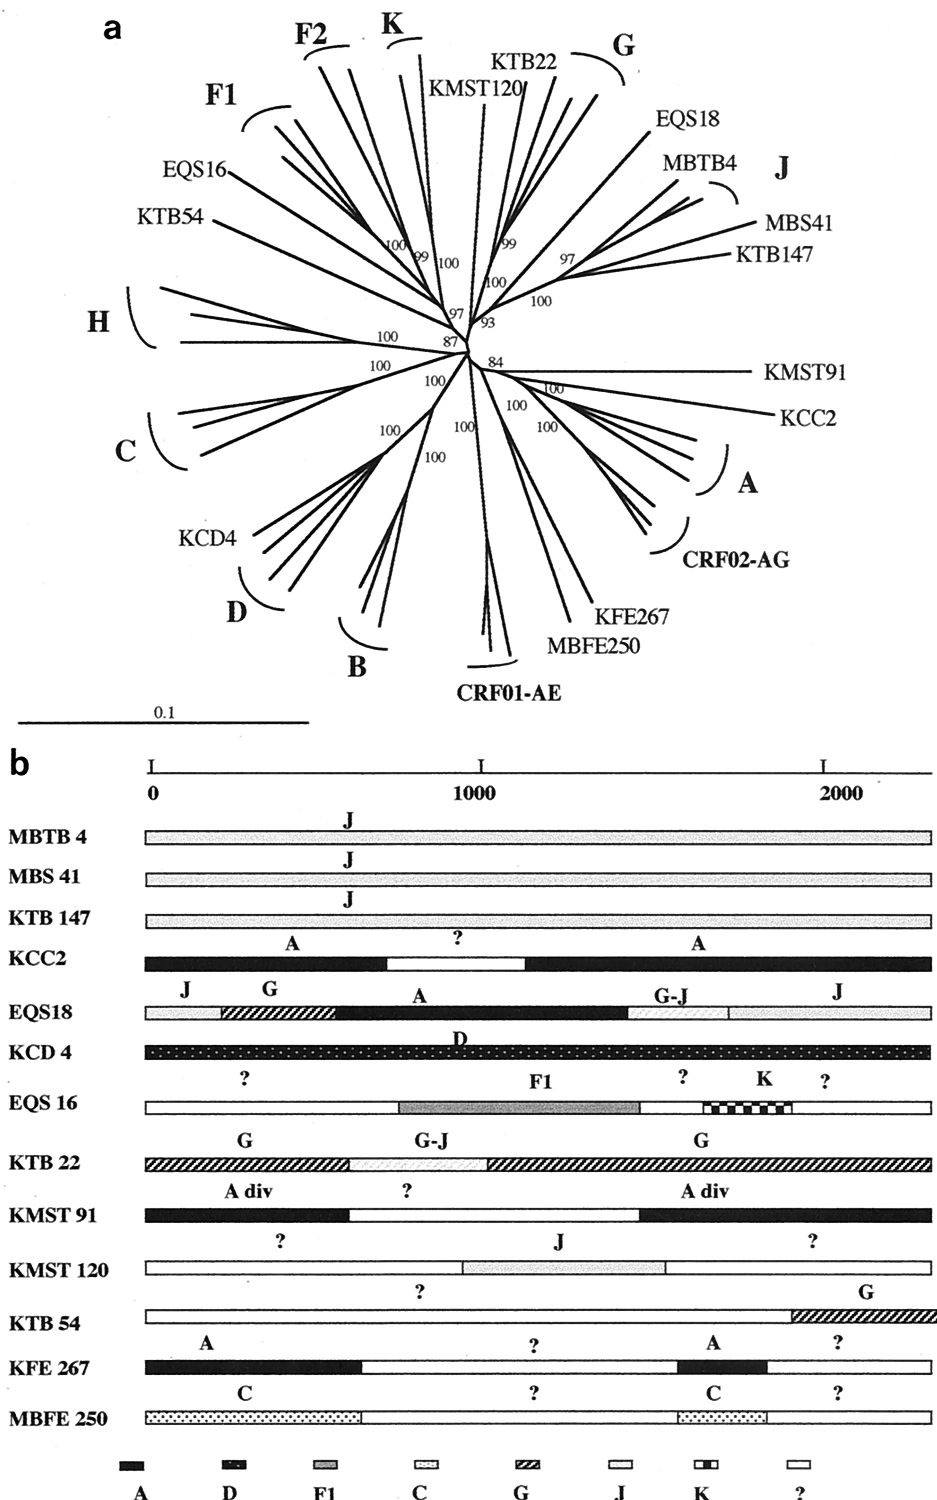 a
K
F2
G
KTB22
KMST120
F1
EQS18
MBTB4
J
EQS16
KTB54
MBS41
KTB147
100
99
100
99
97
100
100
H
97
93
100
87
84
100
100
KMST91
100
KCC2
100
100
100
100
C
100
A
KCD4
CRF02-AG
D
KFE267
MBFE250
B
CRF01-AE
0.1
b
0 1000 2000
J
MBTB 4
J
MBS 41
J
KTB 147
A ? A
KCC2
J G A G-J J
EQS18
D
KCD 4
? F1 ? K ?
EQS 16
G G-J G
KTB 22
A div ? A div
KMST 91
? J ?
KMST 120
? G
KTB 54
A ? A ?
KFE 267
C ? C ?
MBFE 250
A D F1 C G J K ?